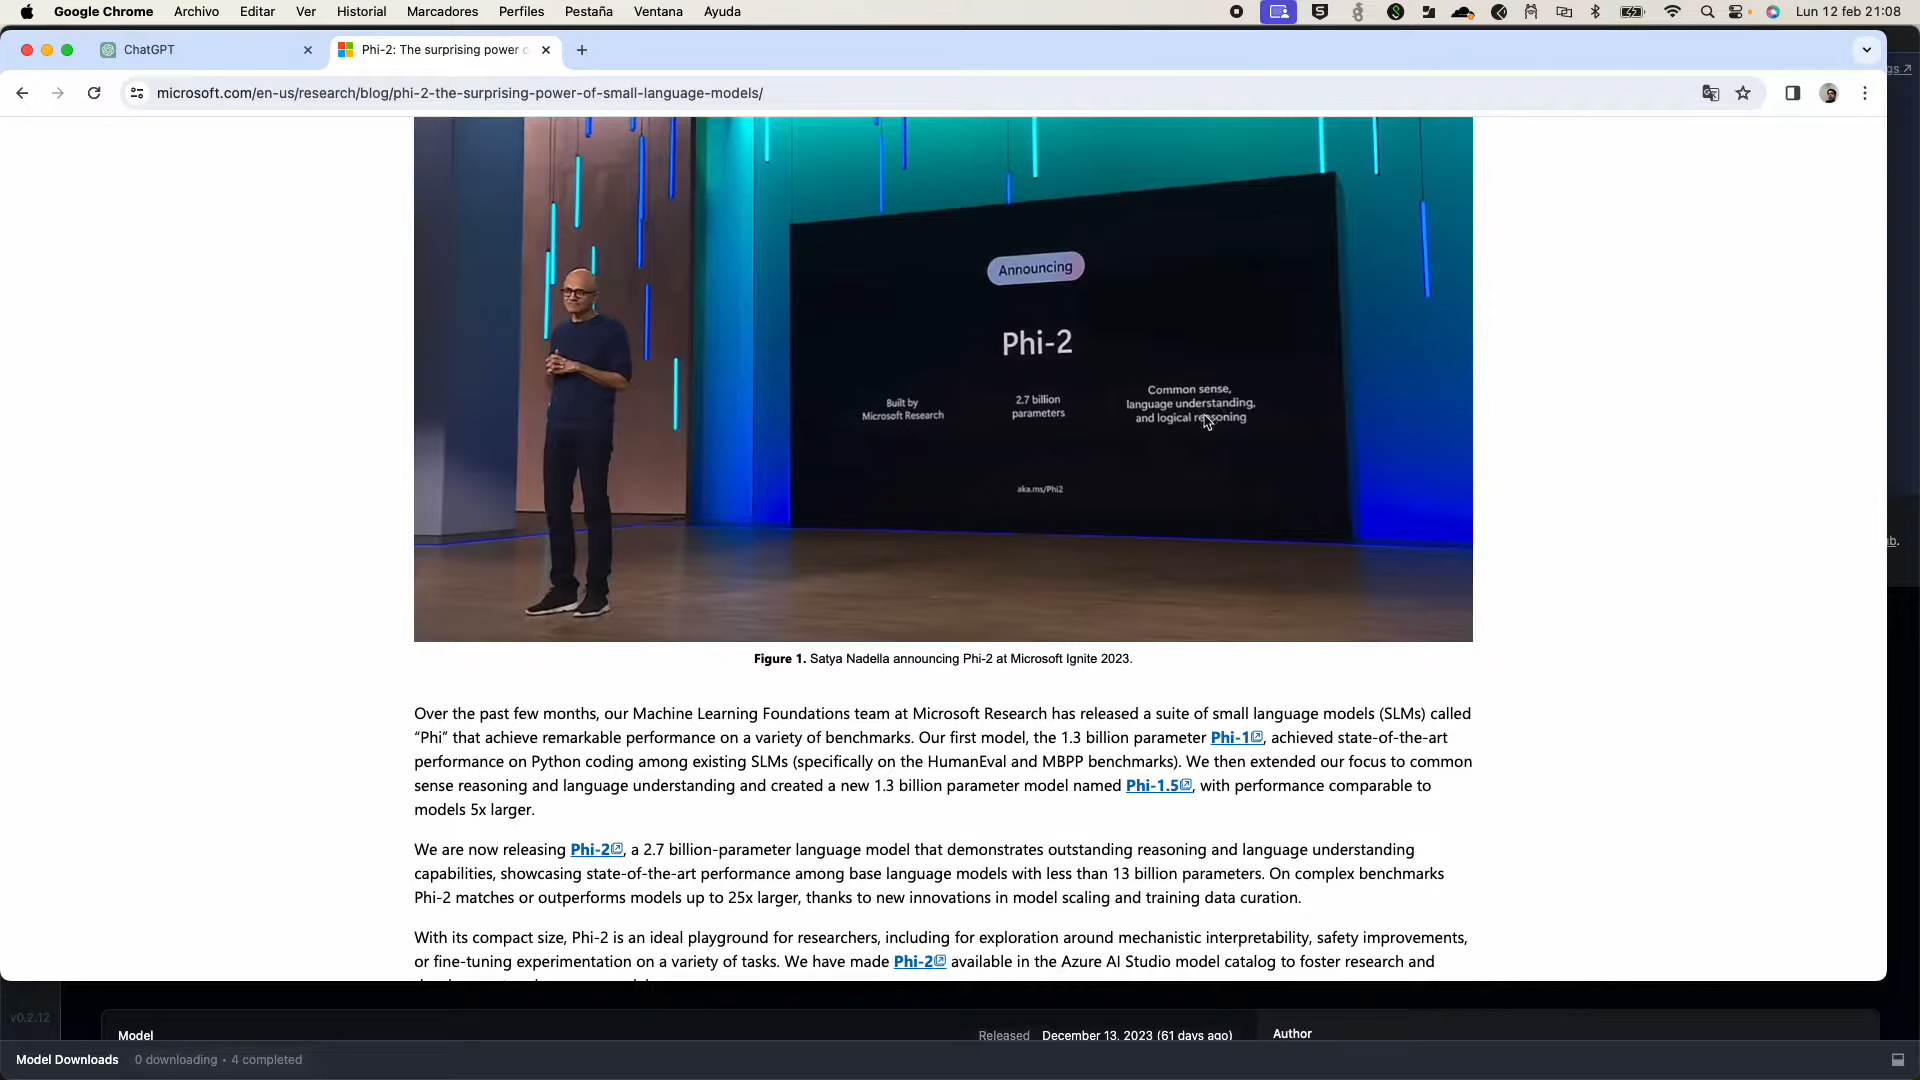 Google Chrome Archivo Editar Ver Historial Marcadores Perfiles Pestaña Ventana Ayuda Lun 12 feb 21:08
ChatGPT
Phi-2: The surprising power o
microsoft.com/en-us/research/blog/phi-2-the-surprising-power-of-small-language-models/
gs
Announcing
Phi-2
Built by
Microsoft Research
2.7 billion
parameters
Common sense,
language understanding,
and logical reasoning
aka.ms/Phi2
ub.
Figure 1. Satya Nadella announcing Phi-2 at Microsoft Ignite 2023.
Over the past few months, our Machine Learning Foundations team at Microsoft Research has released a suite of small language models (SLMs) called
“Phi” that achieve remarkable performance on a variety of benchmarks. Our first model, the 1.3 billion parameter Phi-1, achieved state-of-the-art
performance on Python coding among existing SLMs (specifically on the HumanEval and MBPP benchmarks). We then extended our focus to common
sense reasoning and language understanding and created a new 1.3 billion parameter model named Phi-1.5, with performance comparable to
models 5x larger.
We are now releasing Phi-2, a 2.7 billion-parameter language model that demonstrates outstanding reasoning and language understanding
capabilities, showcasing state-of-the-art performance among base language models with less than 13 billion parameters. On complex benchmarks
Phi-2 matches or outperforms models up to 25x larger, thanks to new innovations in model scaling and training data curation.
With its compact size, Phi-2 is an ideal playground for researchers, including for exploration around mechanistic interpretability, safety improvements,
or fine-tuning experimentation on a variety of tasks. We have made Phi-2 available in the Azure AI Studio model catalog to foster research and
v0.2.12
Model Released December 13, 2023 (61 days ago) Author
Model Downloads 0 downloading • 4 completed